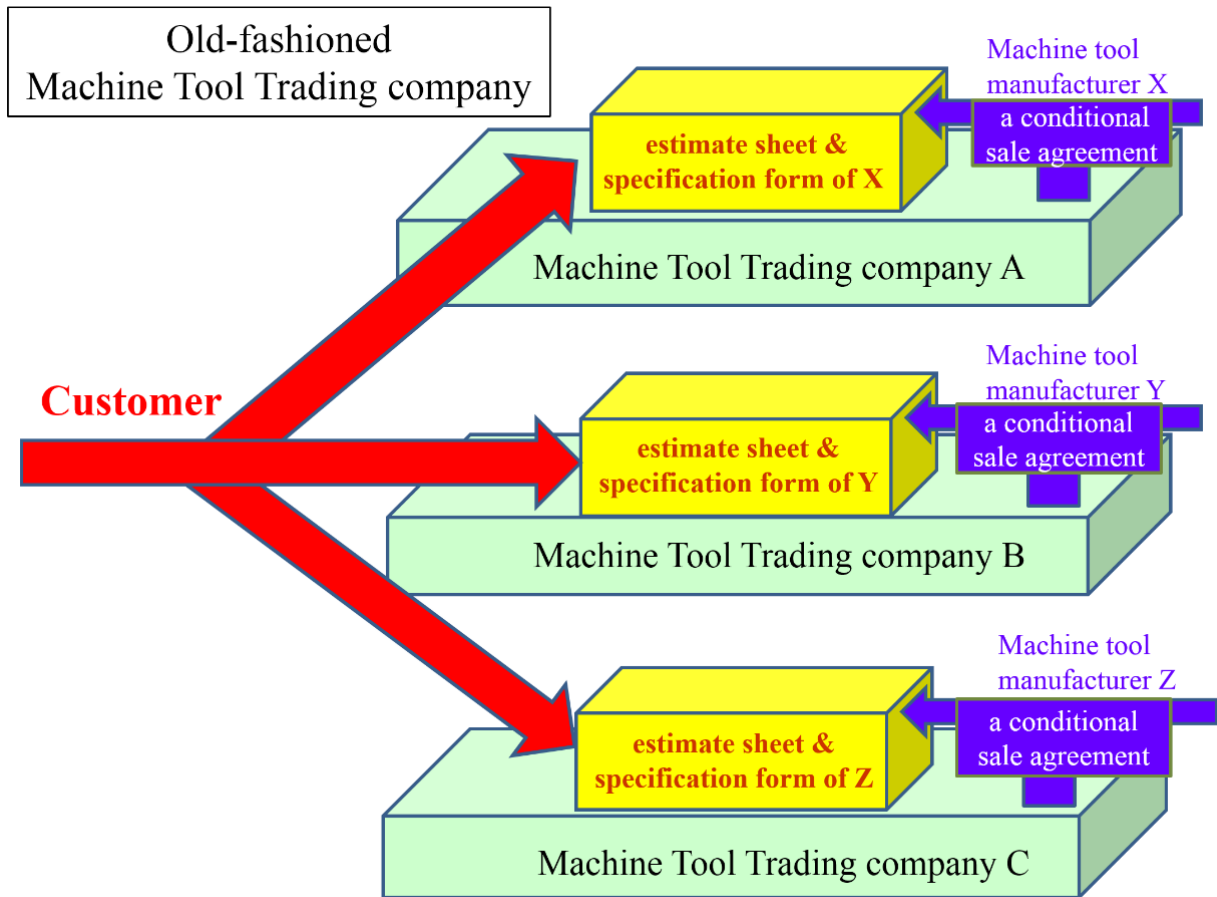 Old-fashioned
Machine Tool Trading company
Machine tool
manufacturer X
a conditional
sale agreement
estimate sheet &
specification form of X
Machine Tool Trading company A
Customer
Machine tool
manufacturer Y
a conditional
sale agreement
estimate sheet &
specification form of Y
Machine Tool Trading company B
Machine tool
manufacturer Z
a conditional
sale agreement
estimate sheet &
specification form of Z
Machine Tool Trading company C